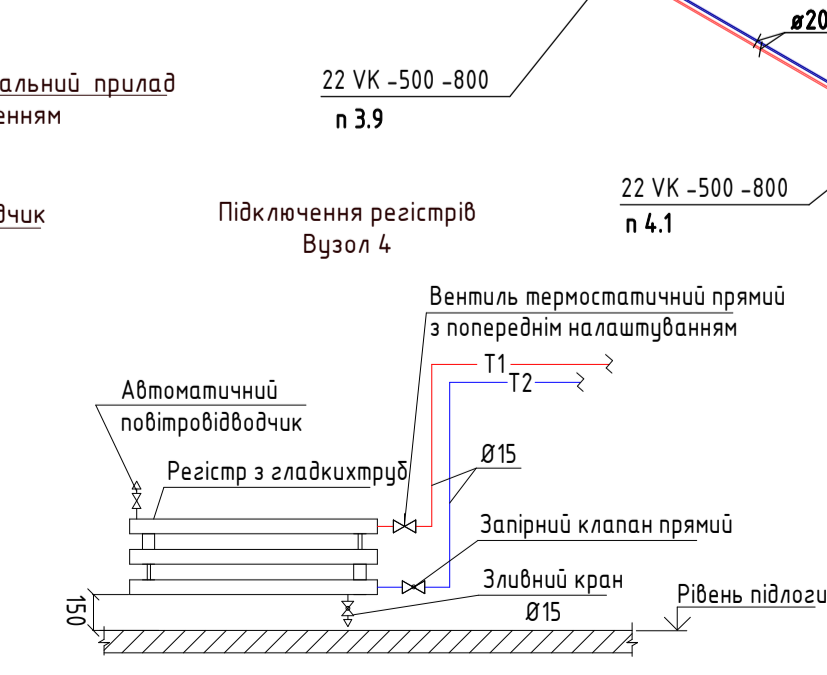 ø20
альний прилад
енням
22 VK -500 -800
п 3.9
22 VK -500 -800
п 4.1
дчик
Підключення регістрів
Вузол 4
Вентиль термостатичний прямий
з попереднім налаштуванням
T1
T2
Автоматичний
повітровідводчик
Регістр з гладкихтруб
Ø15
Запірний клапан прямий
Зливний кран
Ø15
Рівень підлоги
150